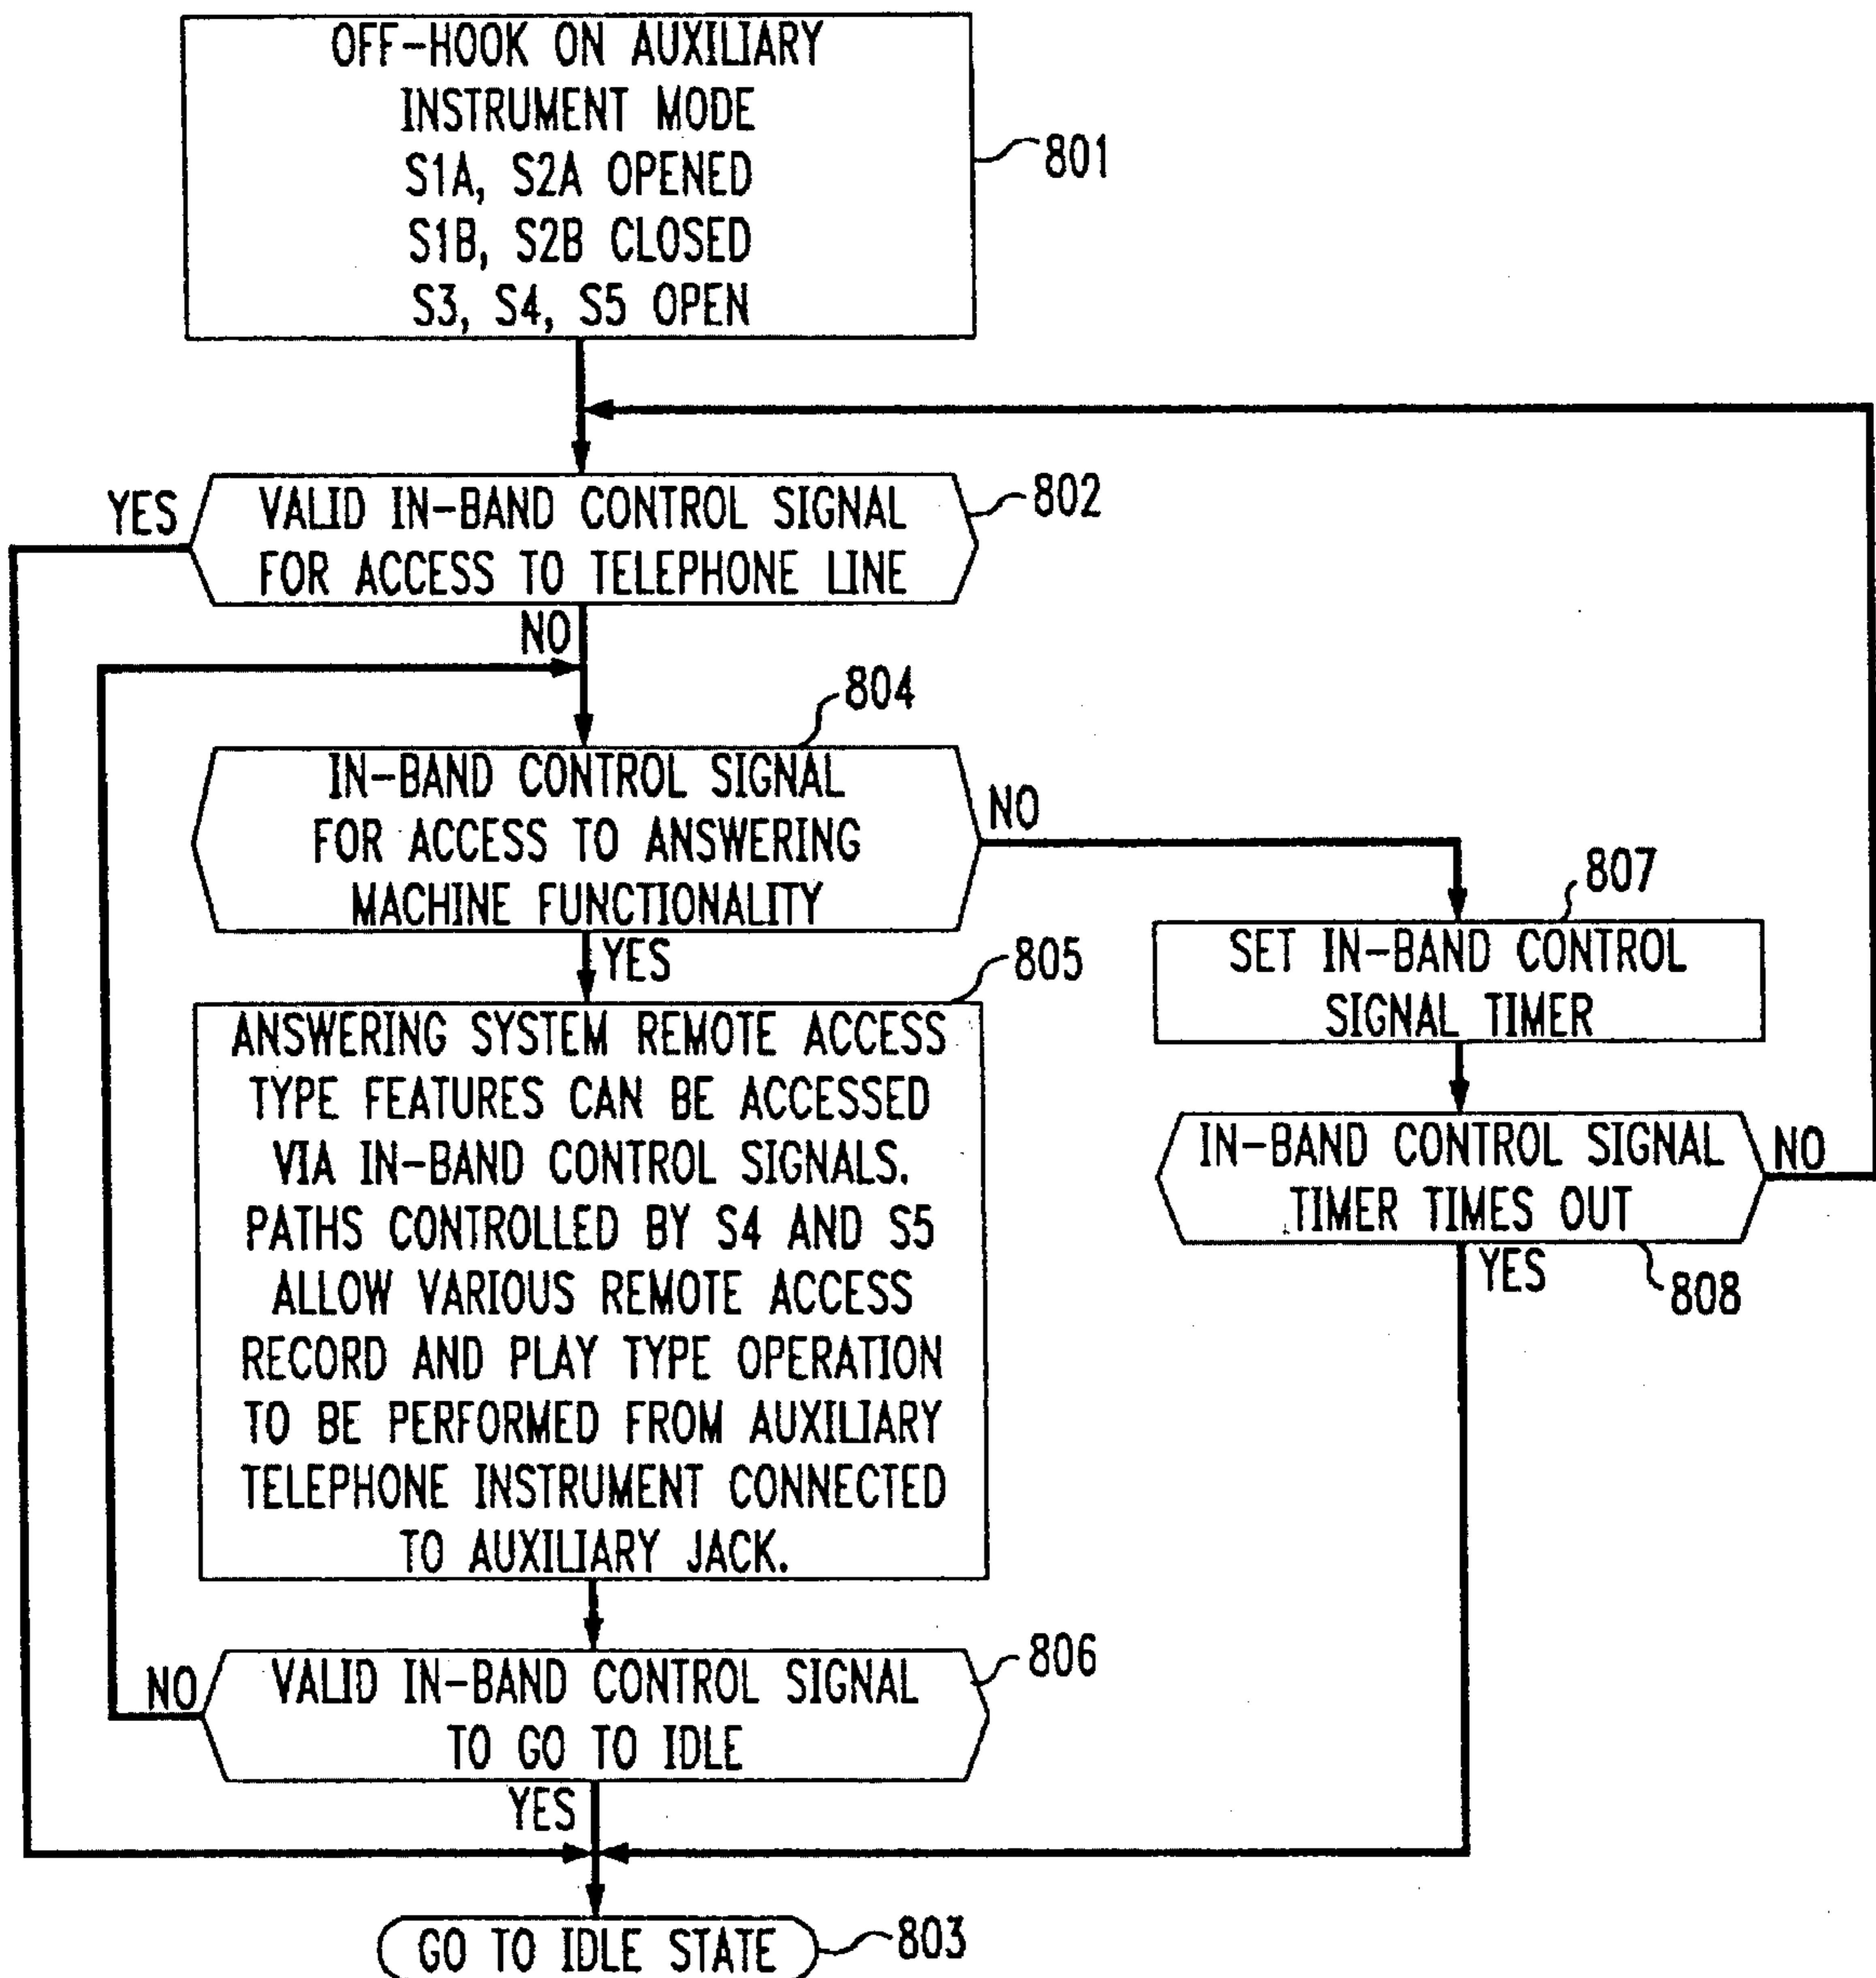 OFF-HOOK ON AUXILIARY
INSTRUMENT MODE
S1A, S2A OPENED
S1B, S2B CLOSED
S3, S4, S5 OPEN
801
YES
VALID IN-BAND CONTROL SIGNAL
FOR ACCESS TO TELEPHONE LINE
802
NO
804
IN-BAND CONTROL SIGNAL
FOR ACCESS TO ANSWERING
MACHINE FUNCTIONALITY
NO
YES
807
SET IN-BAND CONTROL
SIGNAL TIMER
805
ANSWERING SYSTEM REMOTE ACCESS
TYPE FEATURES CAN BE ACCESSED
VIA IN-BAND CONTROL SIGNALS.
PATHS CONTROLLED BY S4 AND S5
ALLOW VARIOUS REMOTE ACCESS
RECORD AND PLAY TYPE OPERATION
TO BE PERFORMED FROM AUXILIARY
TELEPHONE INSTRUMENT CONNECTED
TO AUXILIARY JACK.
IN-BAND CONTROL SIGNAL
TIMER TIMES OUT
NO
YES
808
NO
VALID IN-BAND CONTROL SIGNAL
TO GO TO IDLE
806
YES
GO TO IDLE STATE
803